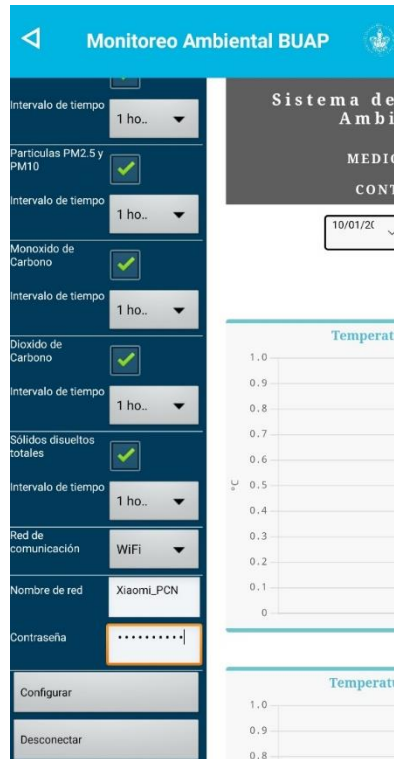 Monitoreo Ambiental BUAP
Intervalo de tiempo
1 ho..
Particulas PM2.5 y
PM10
Intervalo de tiempo
1 ho..
Monoxido de
Carbono
Intervalo de tiempo
1 ho..
Dioxido de
Carbono
Intervalo de tiempo
1 ho..
Sólidos disueltos
totales
Intervalo de tiempo
1 ho..
Red de
comunicación
WiFi
Nombre de red
Xiaomi_PCN
Contraseña
Configurar
Desconectar
Sistema de
Ambi
MEDIC
CONT
10/01/20
Temperat
1.0
0.9
0.8
0.7
0.6
0.5
0.4
0.3
0.2
0.1
0
°C
Temperatu
1.0
0.9
0.8